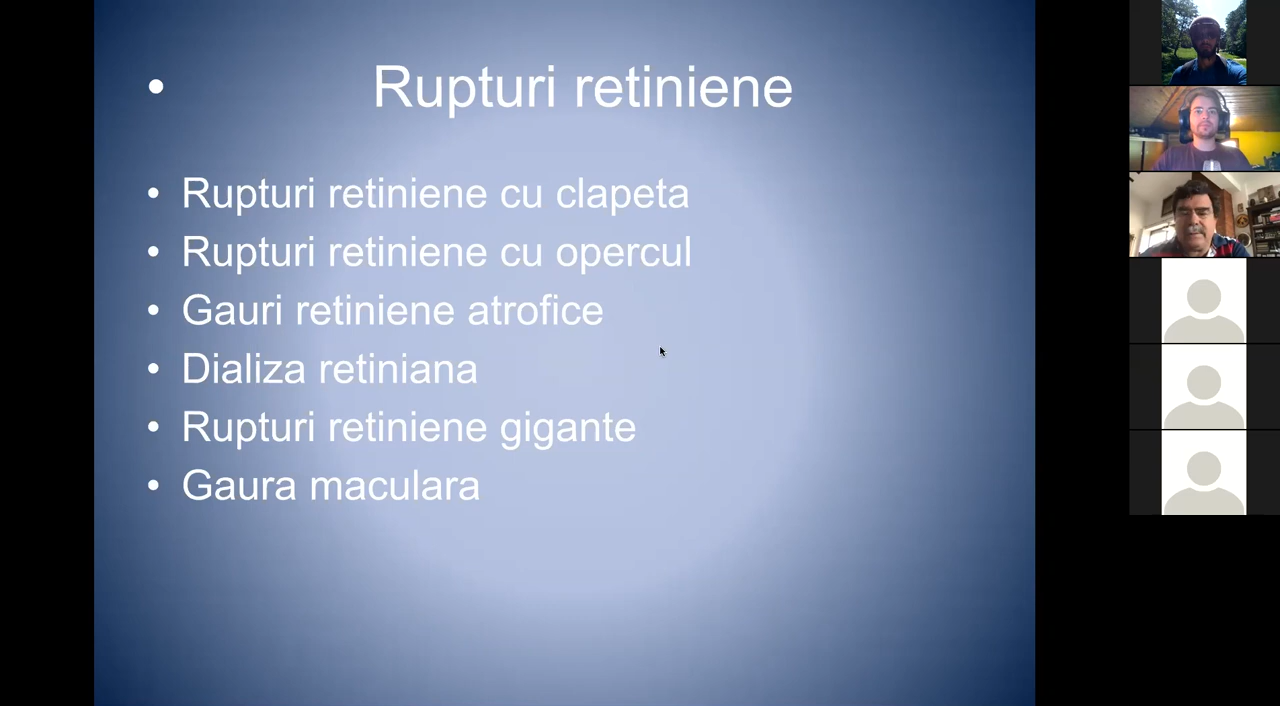 • Rupturi retiniene
• Rupturi retiniene cu clapeta
• Rupturi retiniene cu opercul
• Gauri retiniene atrofice
• Dializa retiniana
• Rupturi retiniene gigante
• Gaura maculara